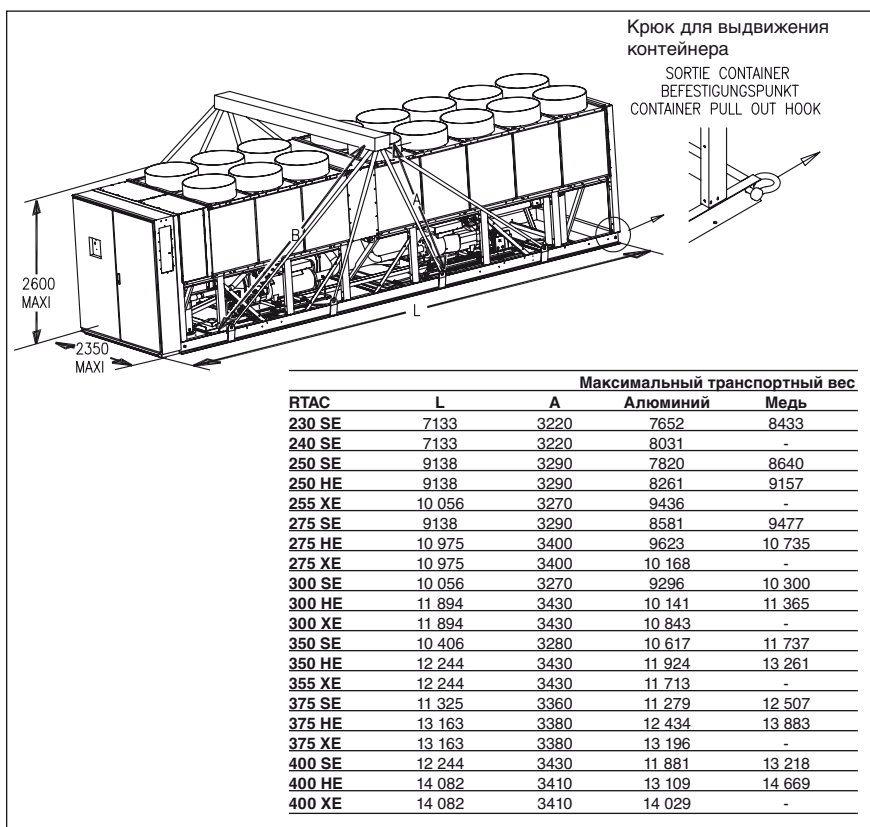 Крюк для выдвижения
контейнера
SORTIE CONTAINER
BEFESTIGUNGSPUNKT
CONTAINER PULL OUT HOOK
A
B
2600
MAXI
L
2350
MAXI
Максимальный транспортный вес
RTAC L A Алюминий Медь
230 SE 7133 3220 7652 8433
240 SE 7133 3220 8031 -
250 SE 9138 3290 7820 8640
250 HE 9138 3290 8261 9157
255 XE 10 056 3270 9436 -
275 SE 9138 3290 8581 9477
275 HE 10 975 3400 9623 10 735
275 XE 10 975 3400 10 168 -
300 SE 10 056 3270 9296 10 300
300 HE 11 894 3430 10 141 11 365
300 XE 11 894 3430 10 843 -
350 SE 10 406 3280 10 617 11 737
350 HE 12 244 3430 11 924 13 261
355 XE 12 244 3430 11 713 -
375 SE 11 325 3360 11 279 12 507
375 HE 13 163 3380 12 434 13 883
375 XE 13 163 3380 13 196 -
400 SE 12 244 3430 11 881 13 218
400 HE 14 082 3410 13 109 14 669
400 XE 14 082 3410 14 029 -